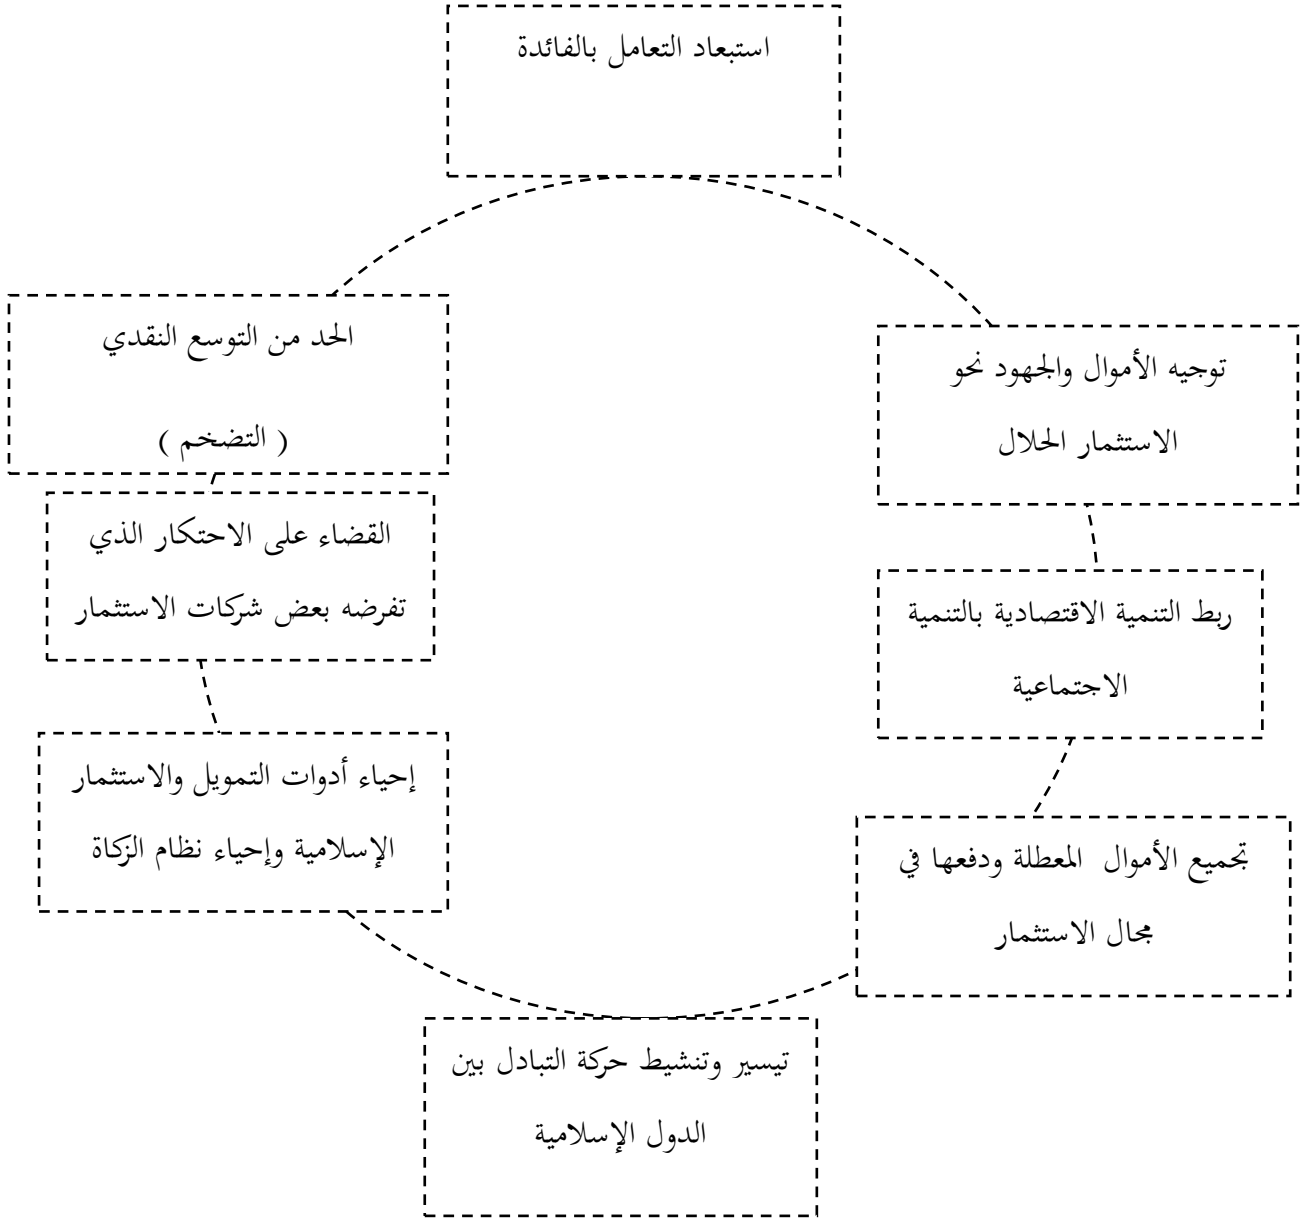 استبعاد التعامل بالفائدة
توجيه الأموال والجهود نحو
الاستثمار الحلال
ربط التنمية الاقتصادية بالتنمية
الاجتماعية
تجميع الأموال المعطلة ودفعها في
مجال الاستثمار
تيسير وتنشيط حركة التبادل بين
الدول الإسلامية
إحياء أدوات التمويل والاستثمار
الإسلامية وإحياء نظام الزكاة
القضاء على الاحتكار الذي
تفرضه بعض شركات الاستثمار
الحد من التوسع النقدي
( التضخم )